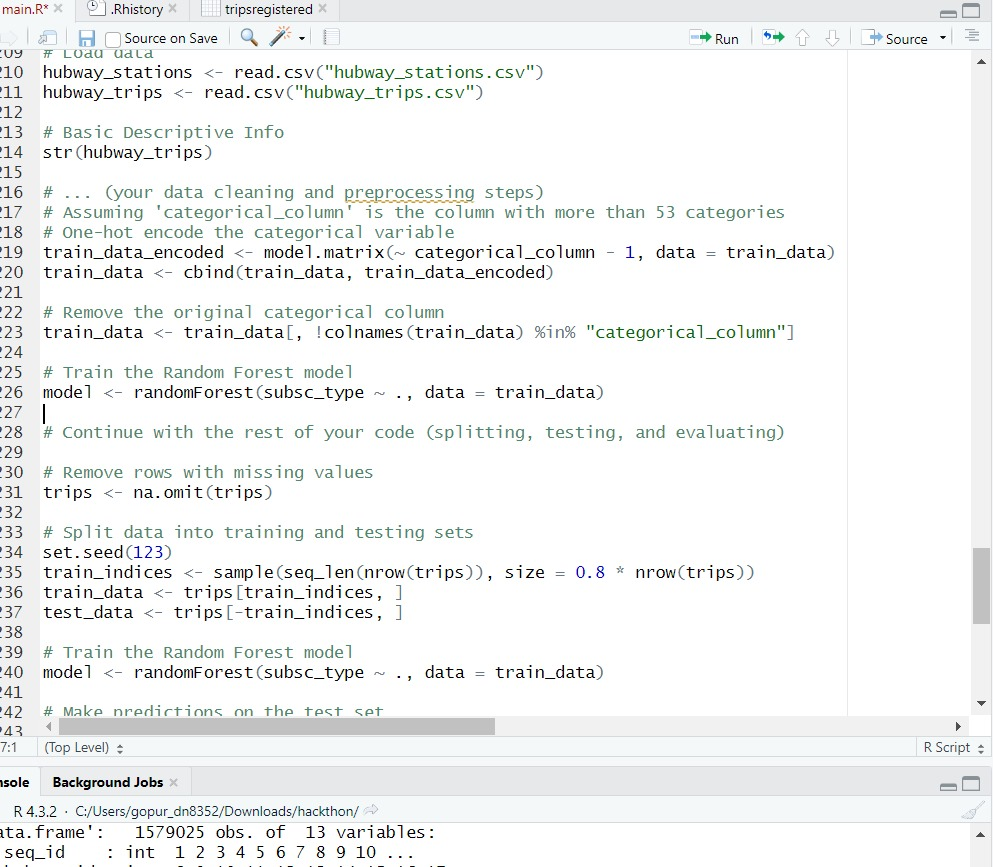 main.R*
.Rhistory
tripsregistered
Source on Save
Run
Source
209 # Load data
210 hubway_stations <- read.csv("hubway_stations.csv")
211 hubway_trips <- read.csv("hubway_trips.csv")
212
213 # Basic Descriptive Info
214 str(hubway_trips)
215
216 # ... (your data cleaning and preprocessing steps)
217 # Assuming 'categorical_column' is the column with more than 53 categories
218 # One-hot encode the categorical variable
219 train_data_encoded <- model.matrix(~ categorical_column - 1, data = train_data)
220 train_data <- cbind(train_data, train_data_encoded)
221
222 # Remove the original categorical column
223 train_data <- train_data[, !colnames(train_data) %in% "categorical_column"]
224
225 # Train the Random Forest model
226 model <- randomForest(subsc_type ~ ., data = train_data)
227
228 # Continue with the rest of your code (splitting, testing, and evaluating)
229
230 # Remove rows with missing values
231 trips <- na.omit(trips)
232
233 # Split data into training and testing sets
234 set.seed(123)
235 train_indices <- sample(seq_len(nrow(trips)), size = 0.8 * nrow(trips))
236 train_data <- trips[train_indices, ]
237 test_data <- trips[-train_indices, ]
238
239 # Train the Random Forest model
240 model <- randomForest(subsc_type ~ ., data = train_data)
241
242 # Make predictions on the test set
243
7:1 (Top Level) R Script
nsole Background Jobs
R 4.3.2 · C:/Users/gopur_dn8352/Downloads/hackthon/
ata.frame': 1579025 obs. of 13 variables:
seq_id : int 1 2 3 4 5 6 7 8 9 10 ...